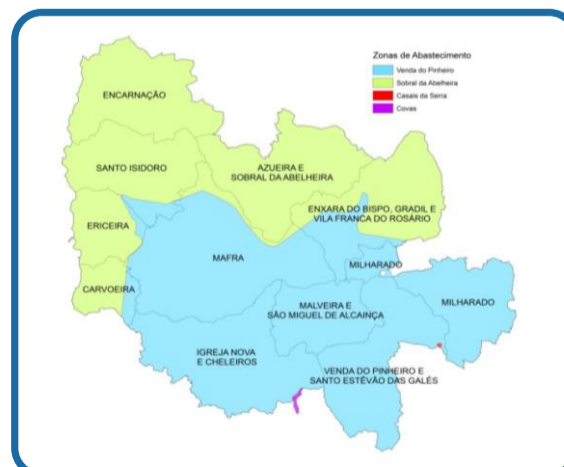 Zonas de Abastecimento
Venda do Pinheiro
Sobral da Abelheira
Casais da Serra
Covas
ENCARNAÇÃO
SANTO ISIDORO
AZUEIRA E
SOBRAL DA ABELHEIRA
ENXARA DO BISPO, GRADIL E
VILA FRANCA DO ROSÁRIO
ERICEIRA
MAFRA
MILHARADO
CARVOEIRA
MALVEIRA E
SÃO MIGUEL DE ALCAINÇA
MILHARADO
IGREJA NOVA
E CHELEIROS
VENDA DO PINHEIRO E
SANTO ESTÊVÃO DAS GALÉS